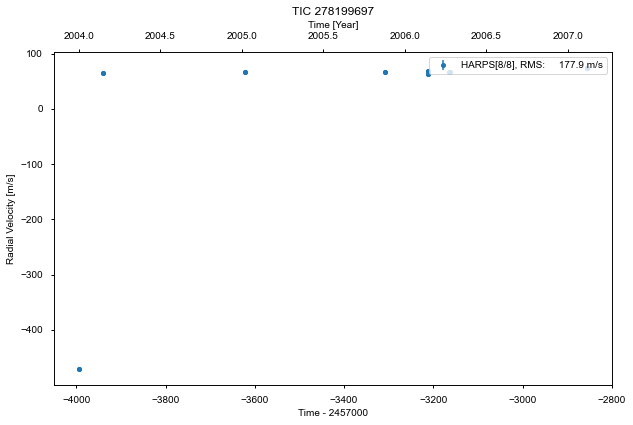 TIC 278199697
Time [Year]
2004.0 2004.5 2005.0 2005.5 2006.0 2006.5 2007.0
HARPS[8/8], RMS: 177.9 m/s
100
0
−100
−200
−300
−400
Radial Velocity [m/s]
−4000 −3800 −3600 −3400 −3200 −3000 −2800
Time - 2457000